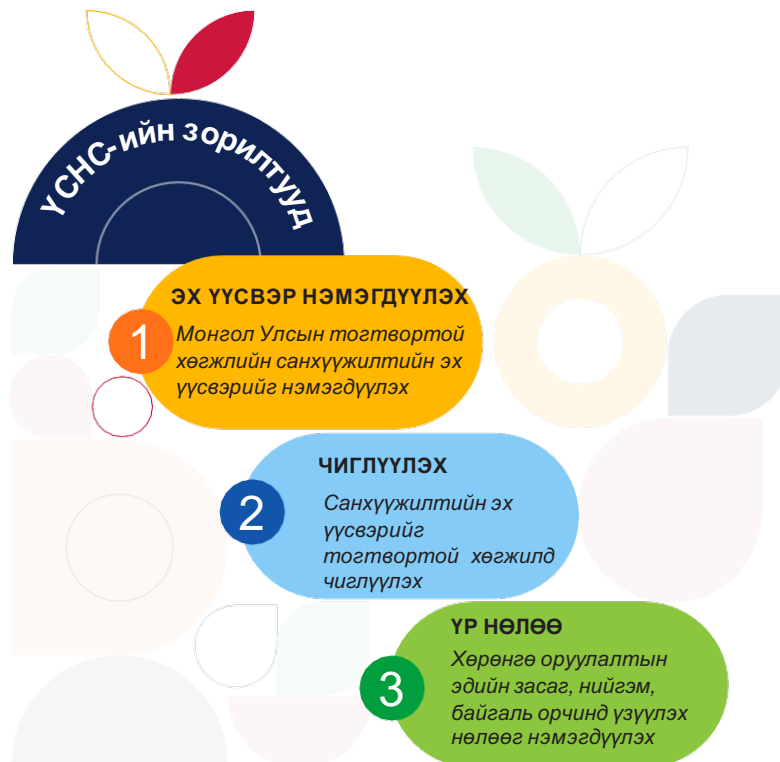 ҮСНС-ийн зорилтууд
ЭХ ҮҮСВЭР НЭМЭГДҮҮЛЭХ
1
Монгол Улсын тогтвортой
хөгжлийн санхүүжилтийн эх
үүсвэрийг нэмэгдүүлэх
ЧИГЛҮҮЛЭХ
2
Санхүүжилтийн эх
үүсвэрийг
тогтвортой хөгжилд
чиглүүлэх
ҮР НӨЛӨӨ
3
Хөрөнгө оруулалтын
эдийн засаг, нийгэм,
байгаль орчинд үзүүлэх
нөлөөг нэмэгдүүлэх